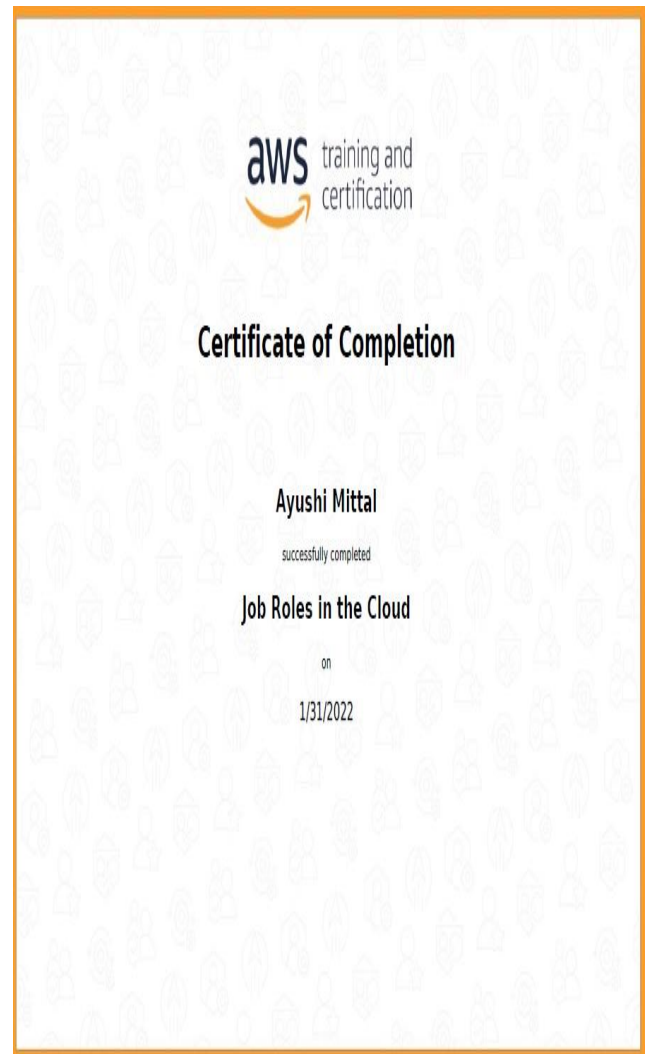 aws training and
certification
Certificate of Completion
Ayushi Mittal
successfully completed
Job Roles in the Cloud
on
1/31/2022